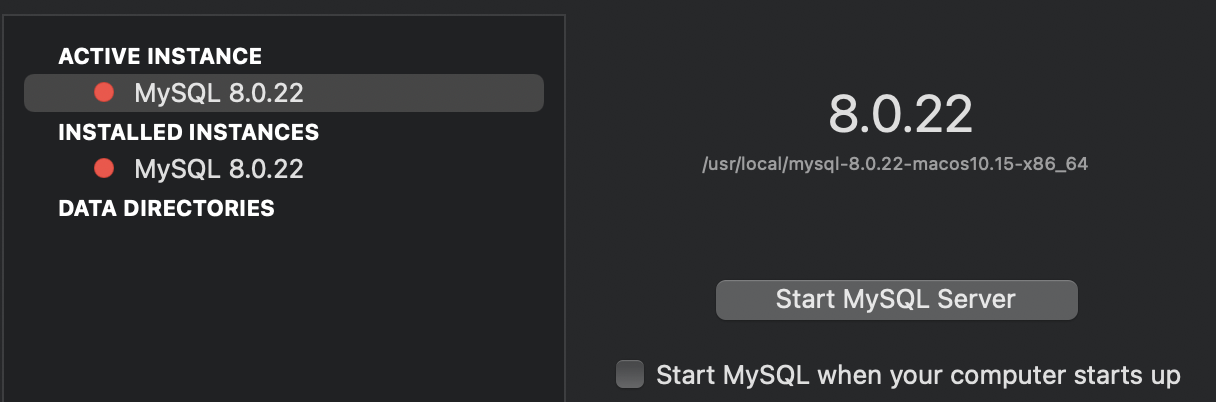 ACTIVE INSTANCE
MySQL 8.0.22
INSTALLED INSTANCES
MySQL 8.0.22
DATA DIRECTORIES
8.0.22
/usr/local/mysql-8.0.22-macos10.15-x86_64
Start MySQL Server
Start MySQL when your computer starts up